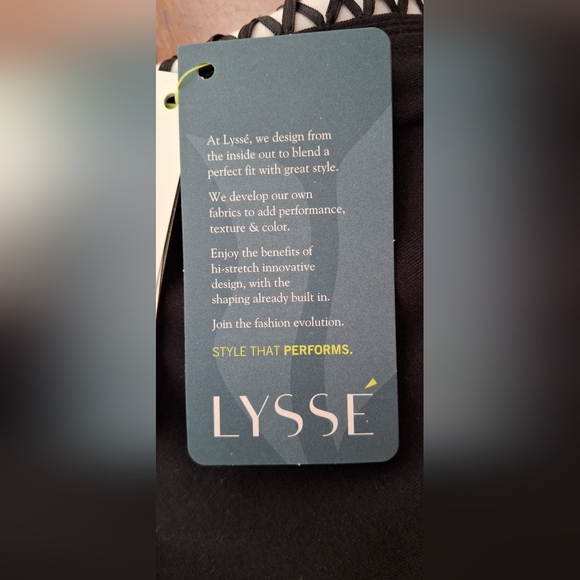 At Lyssé, we design from
the inside out to blend a
perfect fit with great style.
We develop our own
fabrics to add performance,
texture & color.
Enjoy the benefits of
hi-stretch innovative
design, with the
shaping already built in.
Join the fashion evolution.
STYLE THAT PERFORMS.
LYSSÉ